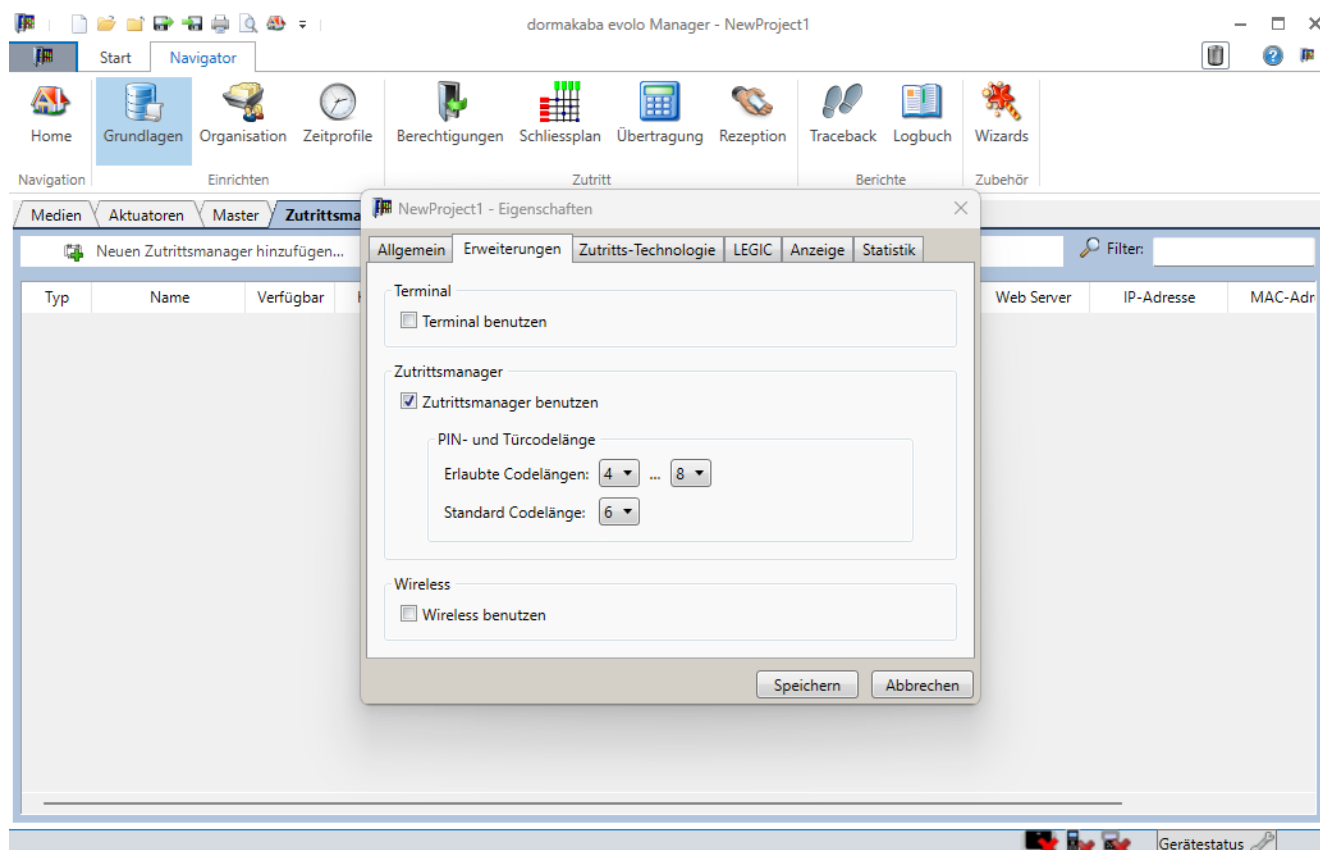 dormakaba evolo Manager - NewProject1
Start Navigator
Home Grundlagen Organisation Zeitprofile Berechtigungen Schliessplan Übertragung Rezeption Traceback Logbuch Wizards
Navigation Einrichten Zutritt Berichte Zubehör
Medien Aktuatoren Master Zutrittsma
NewProject1 - Eigenschaften
Neuen Zutrittsmanager hinzufügen...
Filter:
Allgemein Erweiterungen Zutritts-Technologie LEGIC Anzeige Statistik
Typ Name Verfügbar Web Server IP-Adresse MAC-Adr
Terminal
Terminal benutzen
Zutrittsmanager
Zutrittsmanager benutzen
PIN- und Türcodelänge
Erlaubte Codelängen: 4 ... 8
Standard Codelänge: 6
Wireless
Wireless benutzen
Speichern Abbrechen
Gerätestatus